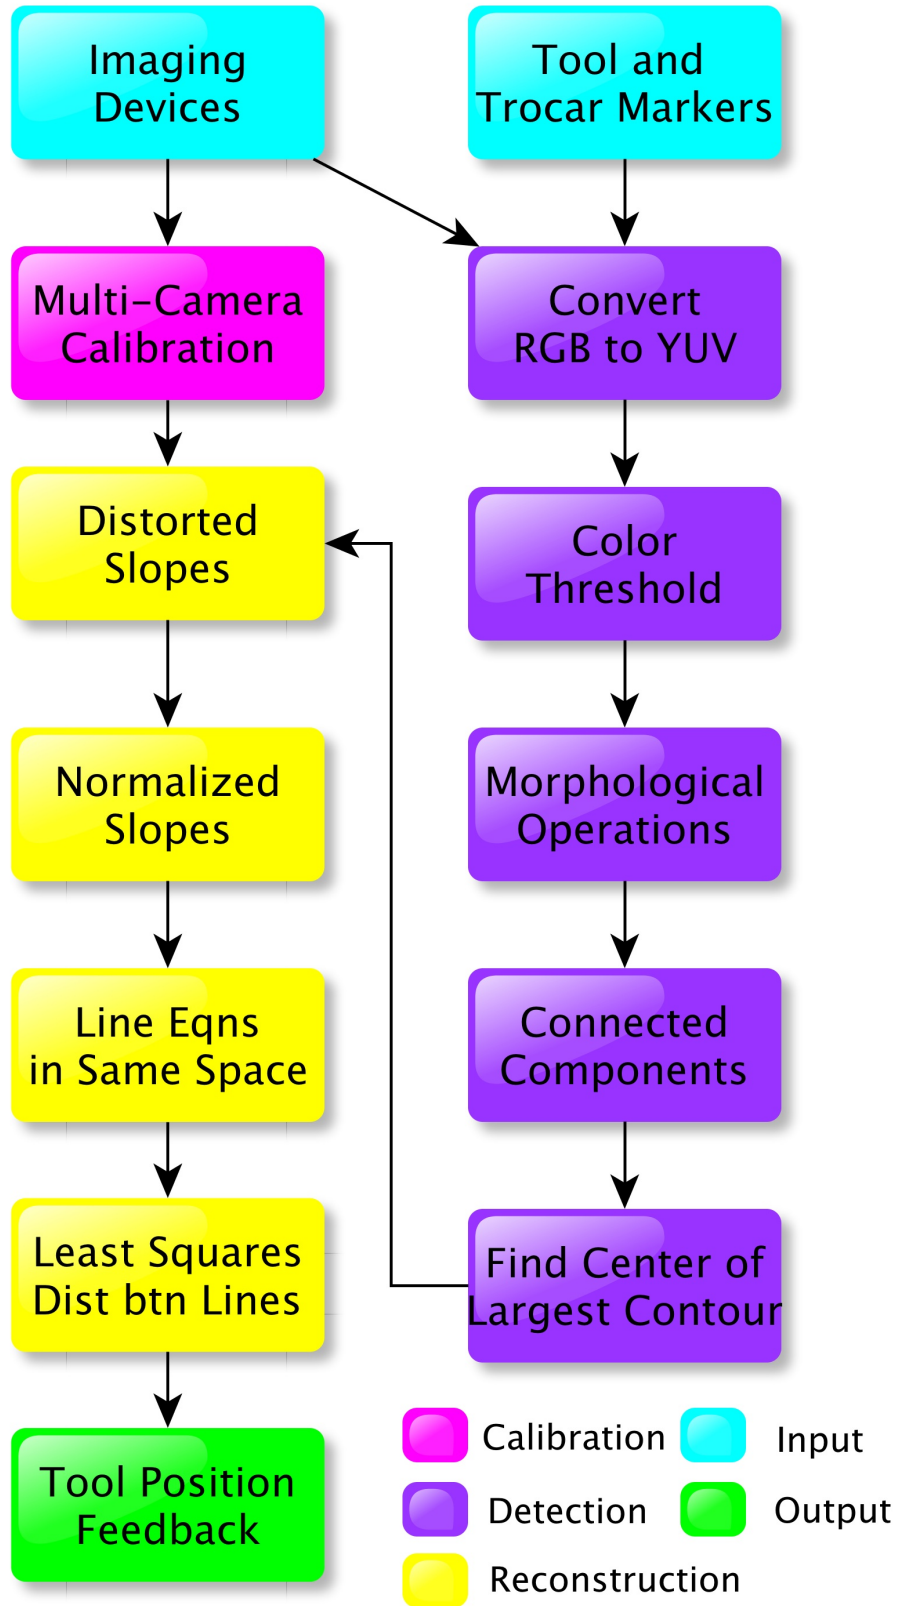 Imaging
Devices
Tool and
Trocar Markers
Multi-Camera
Calibration
Convert
RGB to YUV
Distorted
Slopes
Color
Threshold
Normalized
Slopes
Morphological
Operations
Line Eqns
in Same Space
Connected
Components
Least Squares
Dist btn Lines
Find Center of
Largest Contour
Tool Position
Feedback
Calibration
Input
Detection
Output
Reconstruction